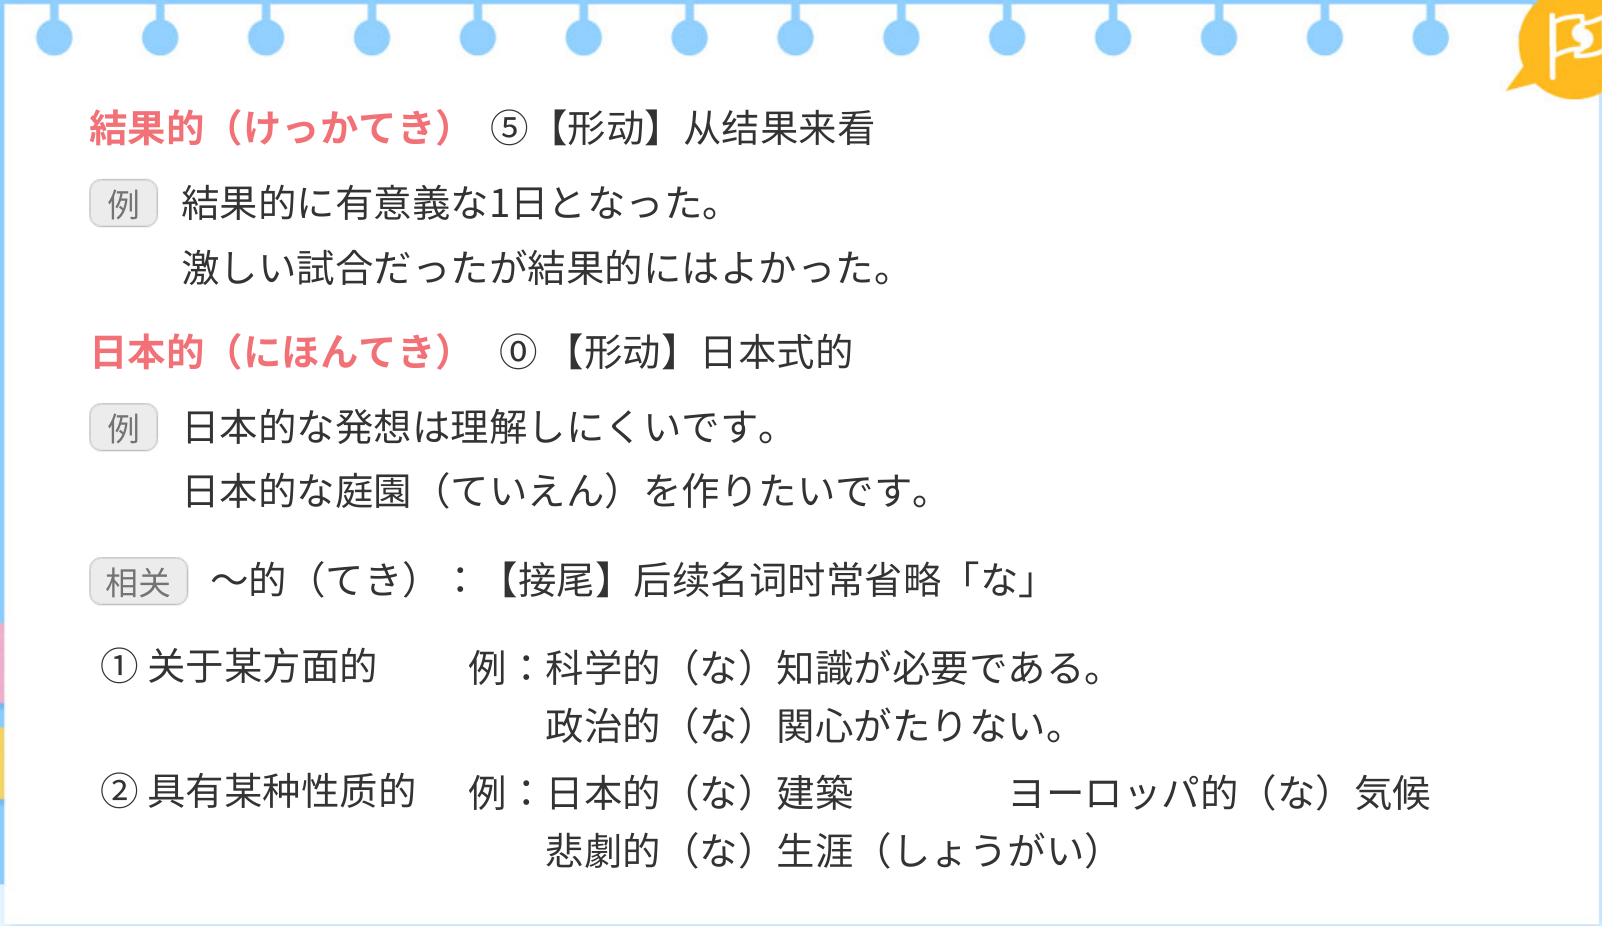 結果的（けっかてき） ⑤【形动】从结果来看
例 結果的に有意義な1日となった。
激しい試合だったが結果的にはよかった。
日本的（にほんてき） ⓪【形动】日本式的
例 日本的な発想は理解しにくいです。
日本的な庭園（ていえん）を作りたいです。
相关 ～的（てき）：【接尾】后续名词时常省略「な」
① 关于某方面的 例：科学的（な）知識が必要である。
政治的（な）関心がたりない。
② 具有某种性质的 例：日本的（な）建築 ヨーロッパ的（な）気候
悲劇的（な）生涯（しょうがい）